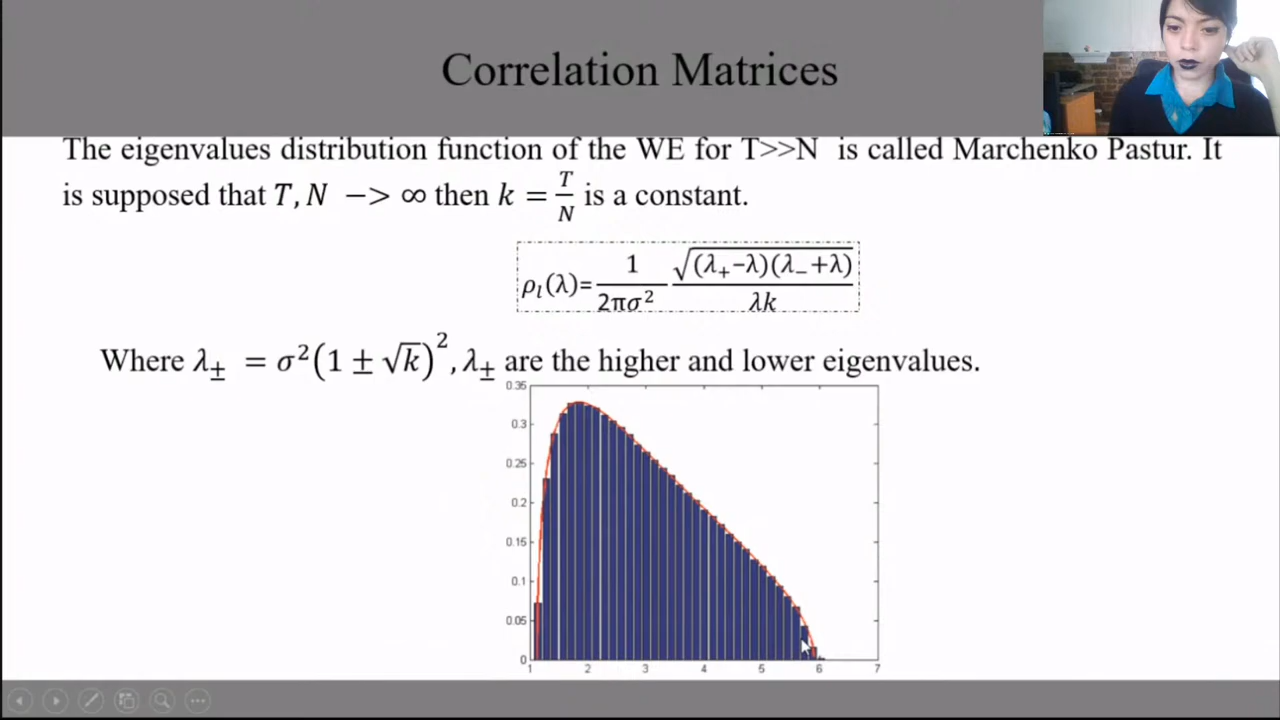 Correlation Matrices
The eigenvalues distribution function of the WE for T>>N is called Marchenko Pastur. It
is supposed that T, N −> ∞ then k = T/N is a constant.
ρₗ(λ)= 1/2πσ² √(λ₊−λ)(λ₋+λ)/λk
Where λ± = σ²(1 ± √k)², λ± are the higher and lower eigenvalues.
0.35
0.3
0.25
0.2
0.15
0.1
0.05
0
1 2 3 4 5 6 7